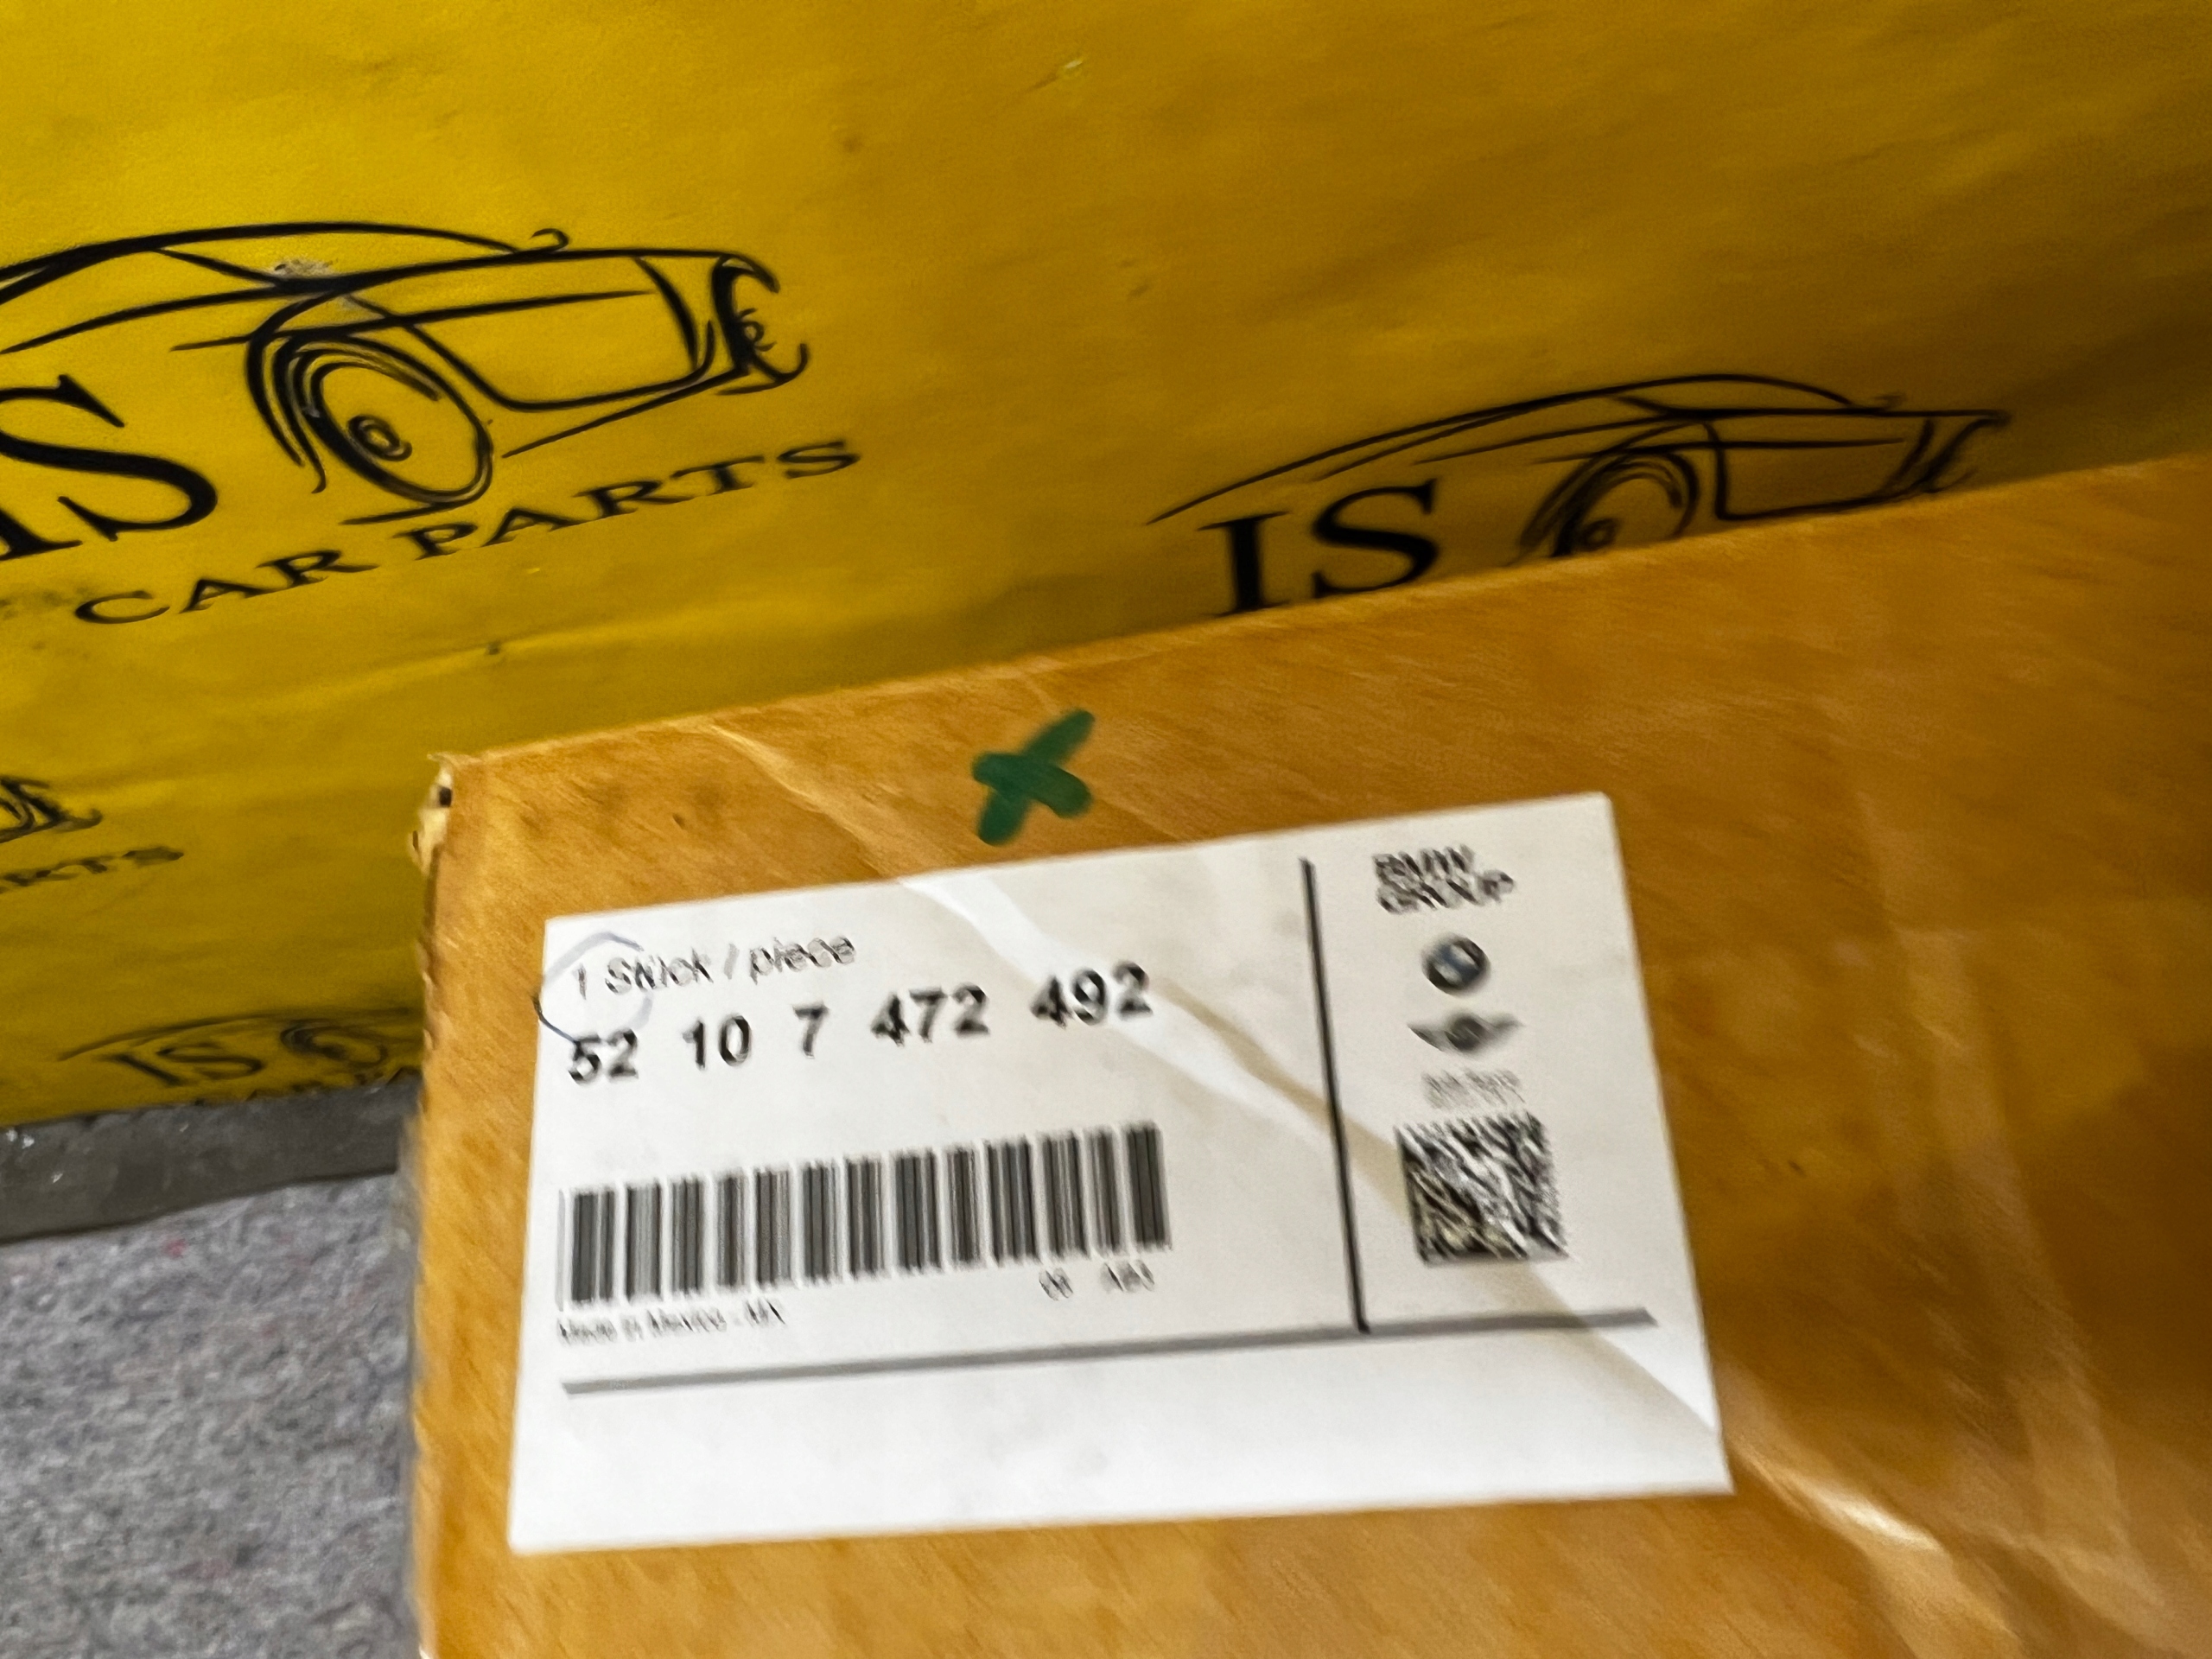 IS
CAR PARTS
IS
ARTS
IS
BMW
GROUP
1 Stück / piece
52 10 7 472 492
Made in Mexico - MX